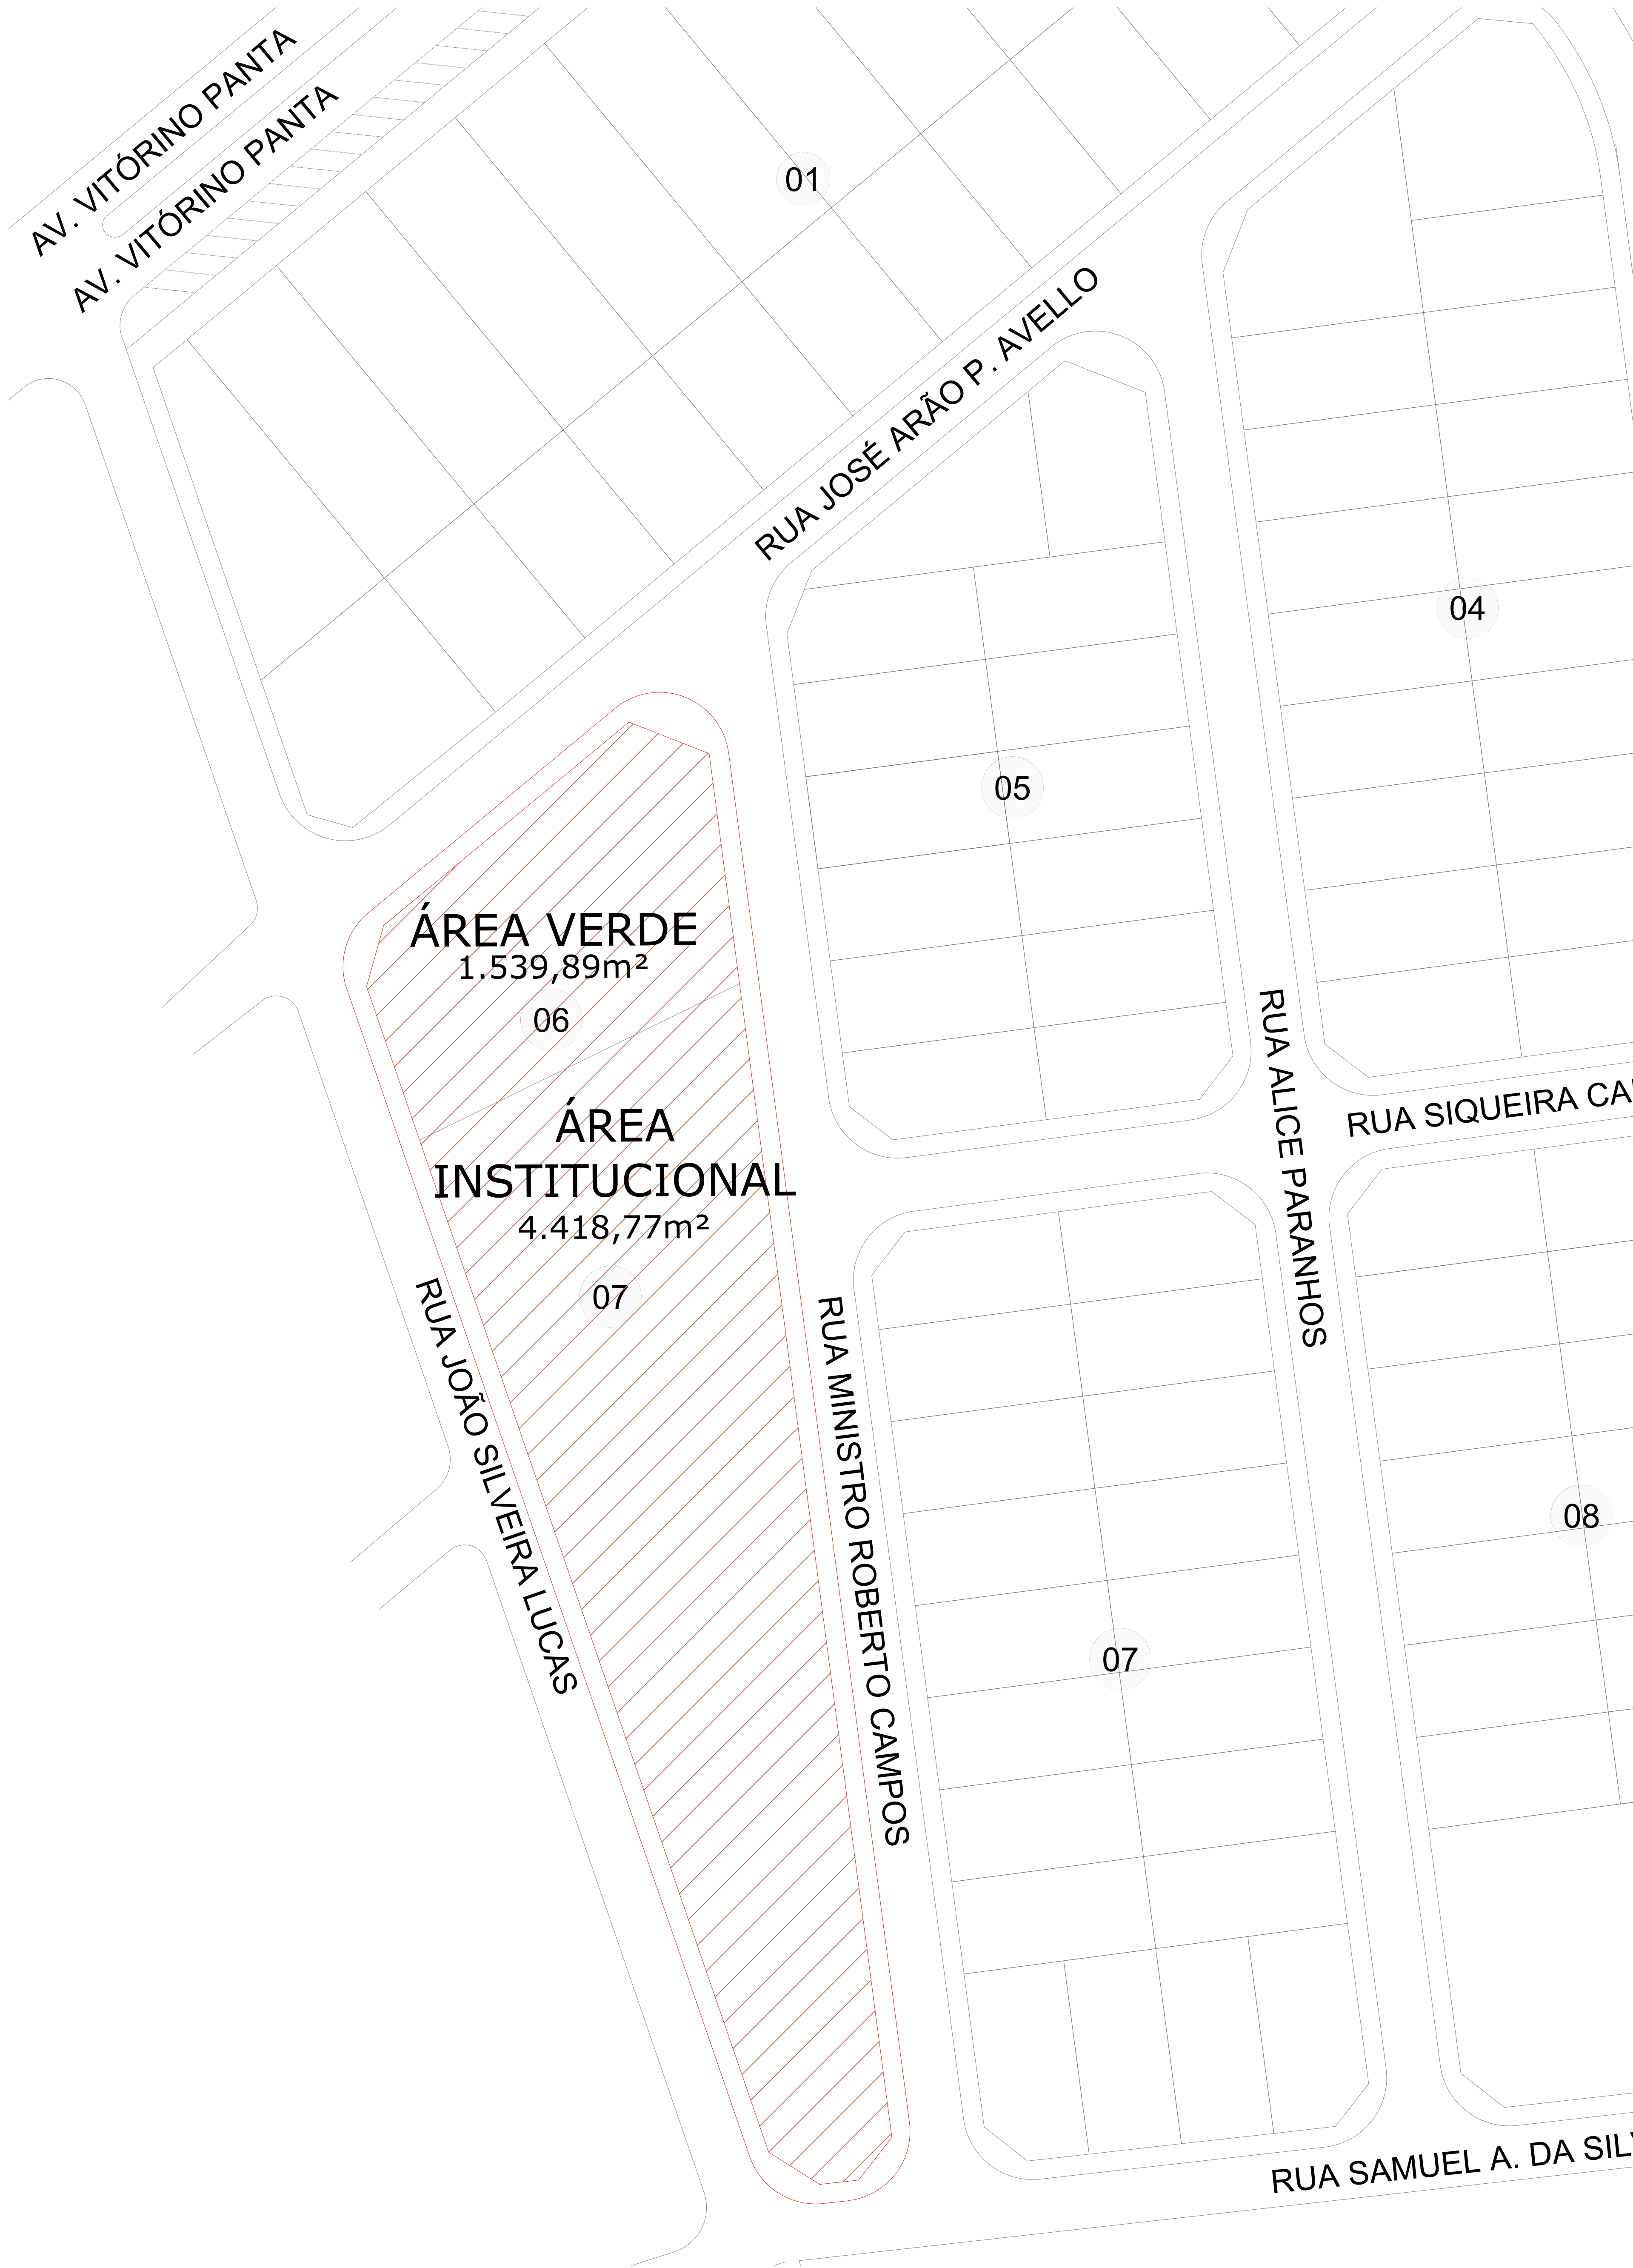 AV. VITÓRINO PANTA
AV. VITÓRINO PANTA
01
RUA JOSÉ ARÃO P. AVELLO
04
05
ÁREA VERDE
1.539,89m²
06
ÁREA
INSTITUCIONAL
4.418,77m²
07
RUA ALICE PARANHOS
RUA SIQUEIRA CA
RUA JOÃO SILVEIRA LUCAS
RUA MINISTRO ROBERTO CAMPOS
08
07
RUA SAMUEL A. DA SIL